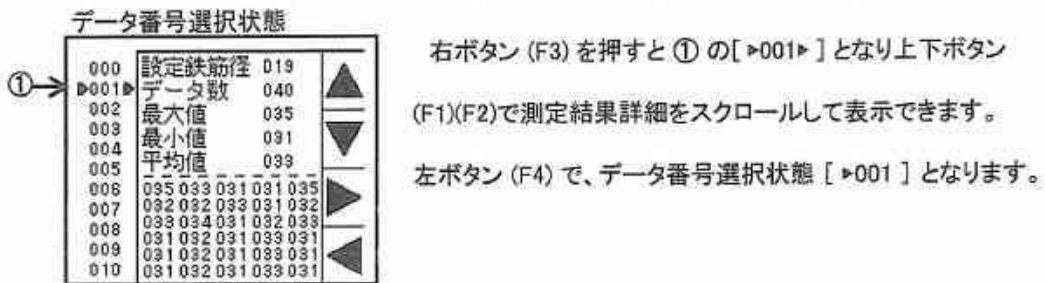 データ番号選択状態
①
000
▶001▶
002
003
004
005
006
007
008
009
010
設定鉄筋径 019
データ数 040
最大値 035
最小値 031
平均値 033
035 033 031 031 035
032 032 033 031 032
033 034 031 032 033
031 032 031 033 031
031 032 031 033 031
031 032 031 033 031
右ボタン (F3) を押すと ① の[ ▶001▶ ] となり上下ボタン
(F1)(F2)で測定結果詳細をスクロールして表示できます。
左ボタン (F4) で、データ番号選択状態 [ ▶001 ] となります。